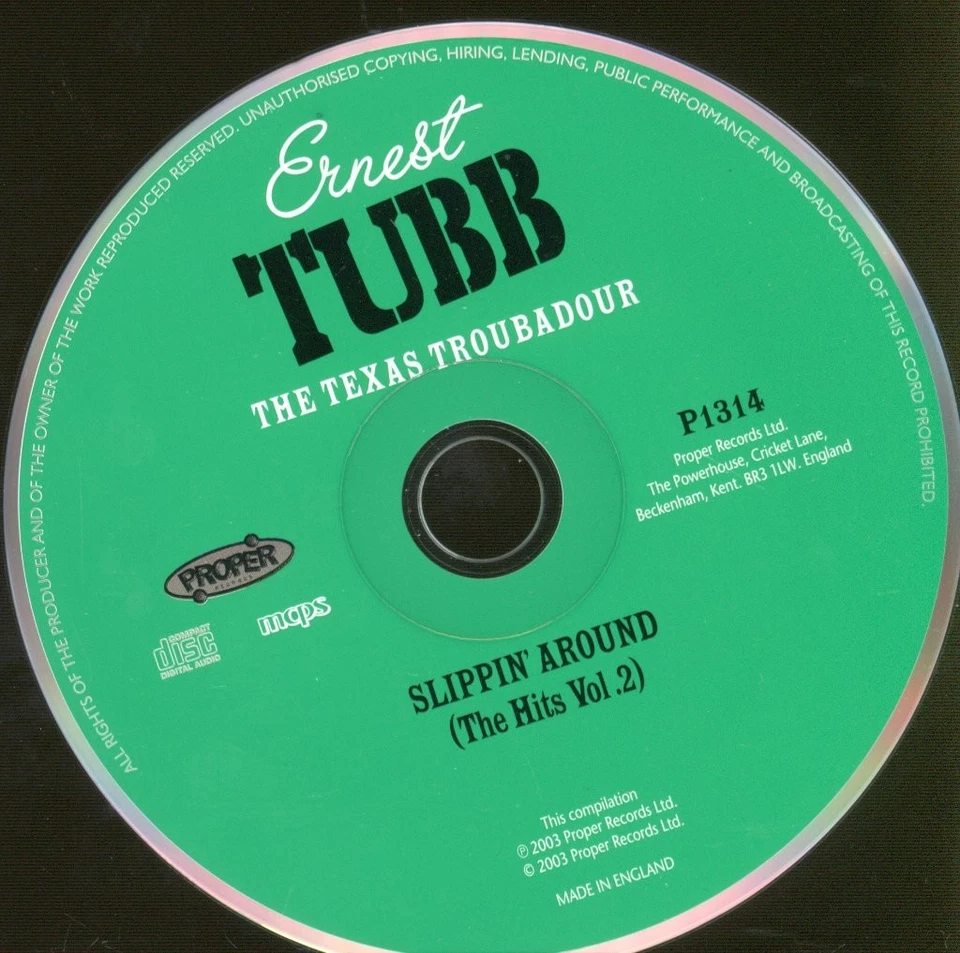 ALL RIGHTS OF THE PRODUCER AND OF THE OWNER OF THE WORK REPRODUCED RESERVED. UNAUTHORISED COPYING, HIRING, LENDING, PUBLIC PERFORMANCE AND BROADCASTING OF THIS RECORD PROHIBITED.
Ernest
TUBB
THE TEXAS TROUBADOUR
P1314
Proper Records Ltd.
The Powerhouse, Cricket Lane,
Beckenham, Kent. BR3 1LW. England
PROPER
records
COMPACT
disc
DIGITAL AUDIO
mcps
SLIPPIN' AROUND
(The Hits Vol .2)
This compilation
℗ 2003 Proper Records Ltd.
© 2003 Proper Records Ltd.
MADE IN ENGLAND